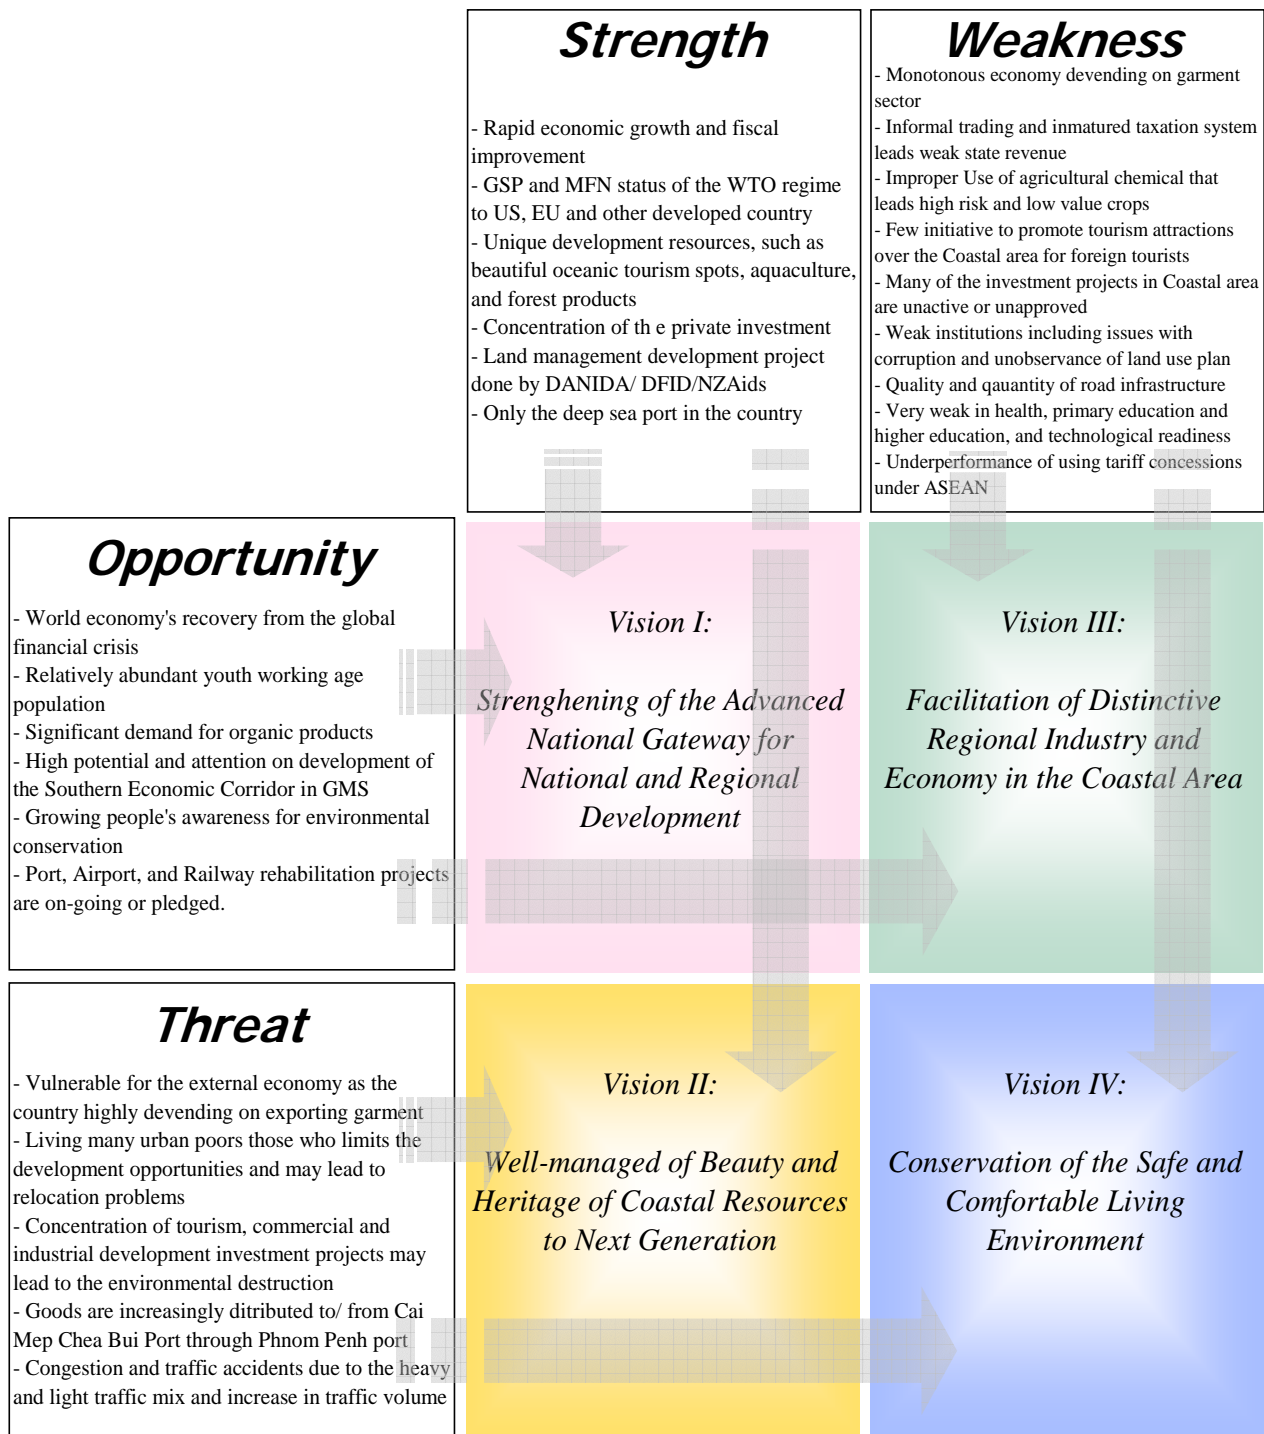 Strength
- Rapid economic growth and fiscal
improvement
- GSP and MFN status of the WTO regime
to US, EU and other developed country
- Unique development resources, such as
beautiful oceanic tourism spots, aquaculture,
and forest products
- Concentration of th e private investment
- Land management development project
done by DANIDA/ DFID/NZAids
- Only the deep sea port in the country
Weakness
- Monotonous economy devending on garment
sector
- Informal trading and inmatured taxation system
leads weak state revenue
- Improper Use of agricultural chemical that
leads high risk and low value crops
- Few initiative to promote tourism attractions
over the Coastal area for foreign tourists
- Many of the investment projects in Coastal area
are unactive or unapproved
- Weak institutions including issues with
corruption and unobservance of land use plan
- Quality and qauantity of road infrastructure
- Very weak in health, primary education and
higher education, and technological readiness
- Underperformance of using tariff concessions
under ASEAN
Opportunity
- World economy's recovery from the global
financial crisis
- Relatively abundant youth working age
population
- Significant demand for organic products
- High potential and attention on development of
the Southern Economic Corridor in GMS
- Growing people's awareness for environmental
conservation
- Port, Airport, and Railway rehabilitation projects
are on-going or pledged.
Vision I:
Strenghening of the Advanced
National Gateway for
National and Regional
Development
Vision III:
Facilitation of Distinctive
Regional Industry and
Economy in the Coastal Area
Threat
- Vulnerable for the external economy as the
country highly devending on exporting garment
- Living many urban poors those who limits the
development opportunities and may lead to
relocation problems
- Concentration of tourism, commercial and
industrial development investment projects may
lead to the environmental destruction
- Goods are increasingly ditributed to/ from Cai
Mep Chea Bui Port through Phnom Penh port
- Congestion and traffic accidents due to the heavy
and light traffic mix and increase in traffic volume
Vision II:
Well-managed of Beauty and
Heritage of Coastal Resources
to Next Generation
Vision IV:
Conservation of the Safe and
Comfortable Living
Environment